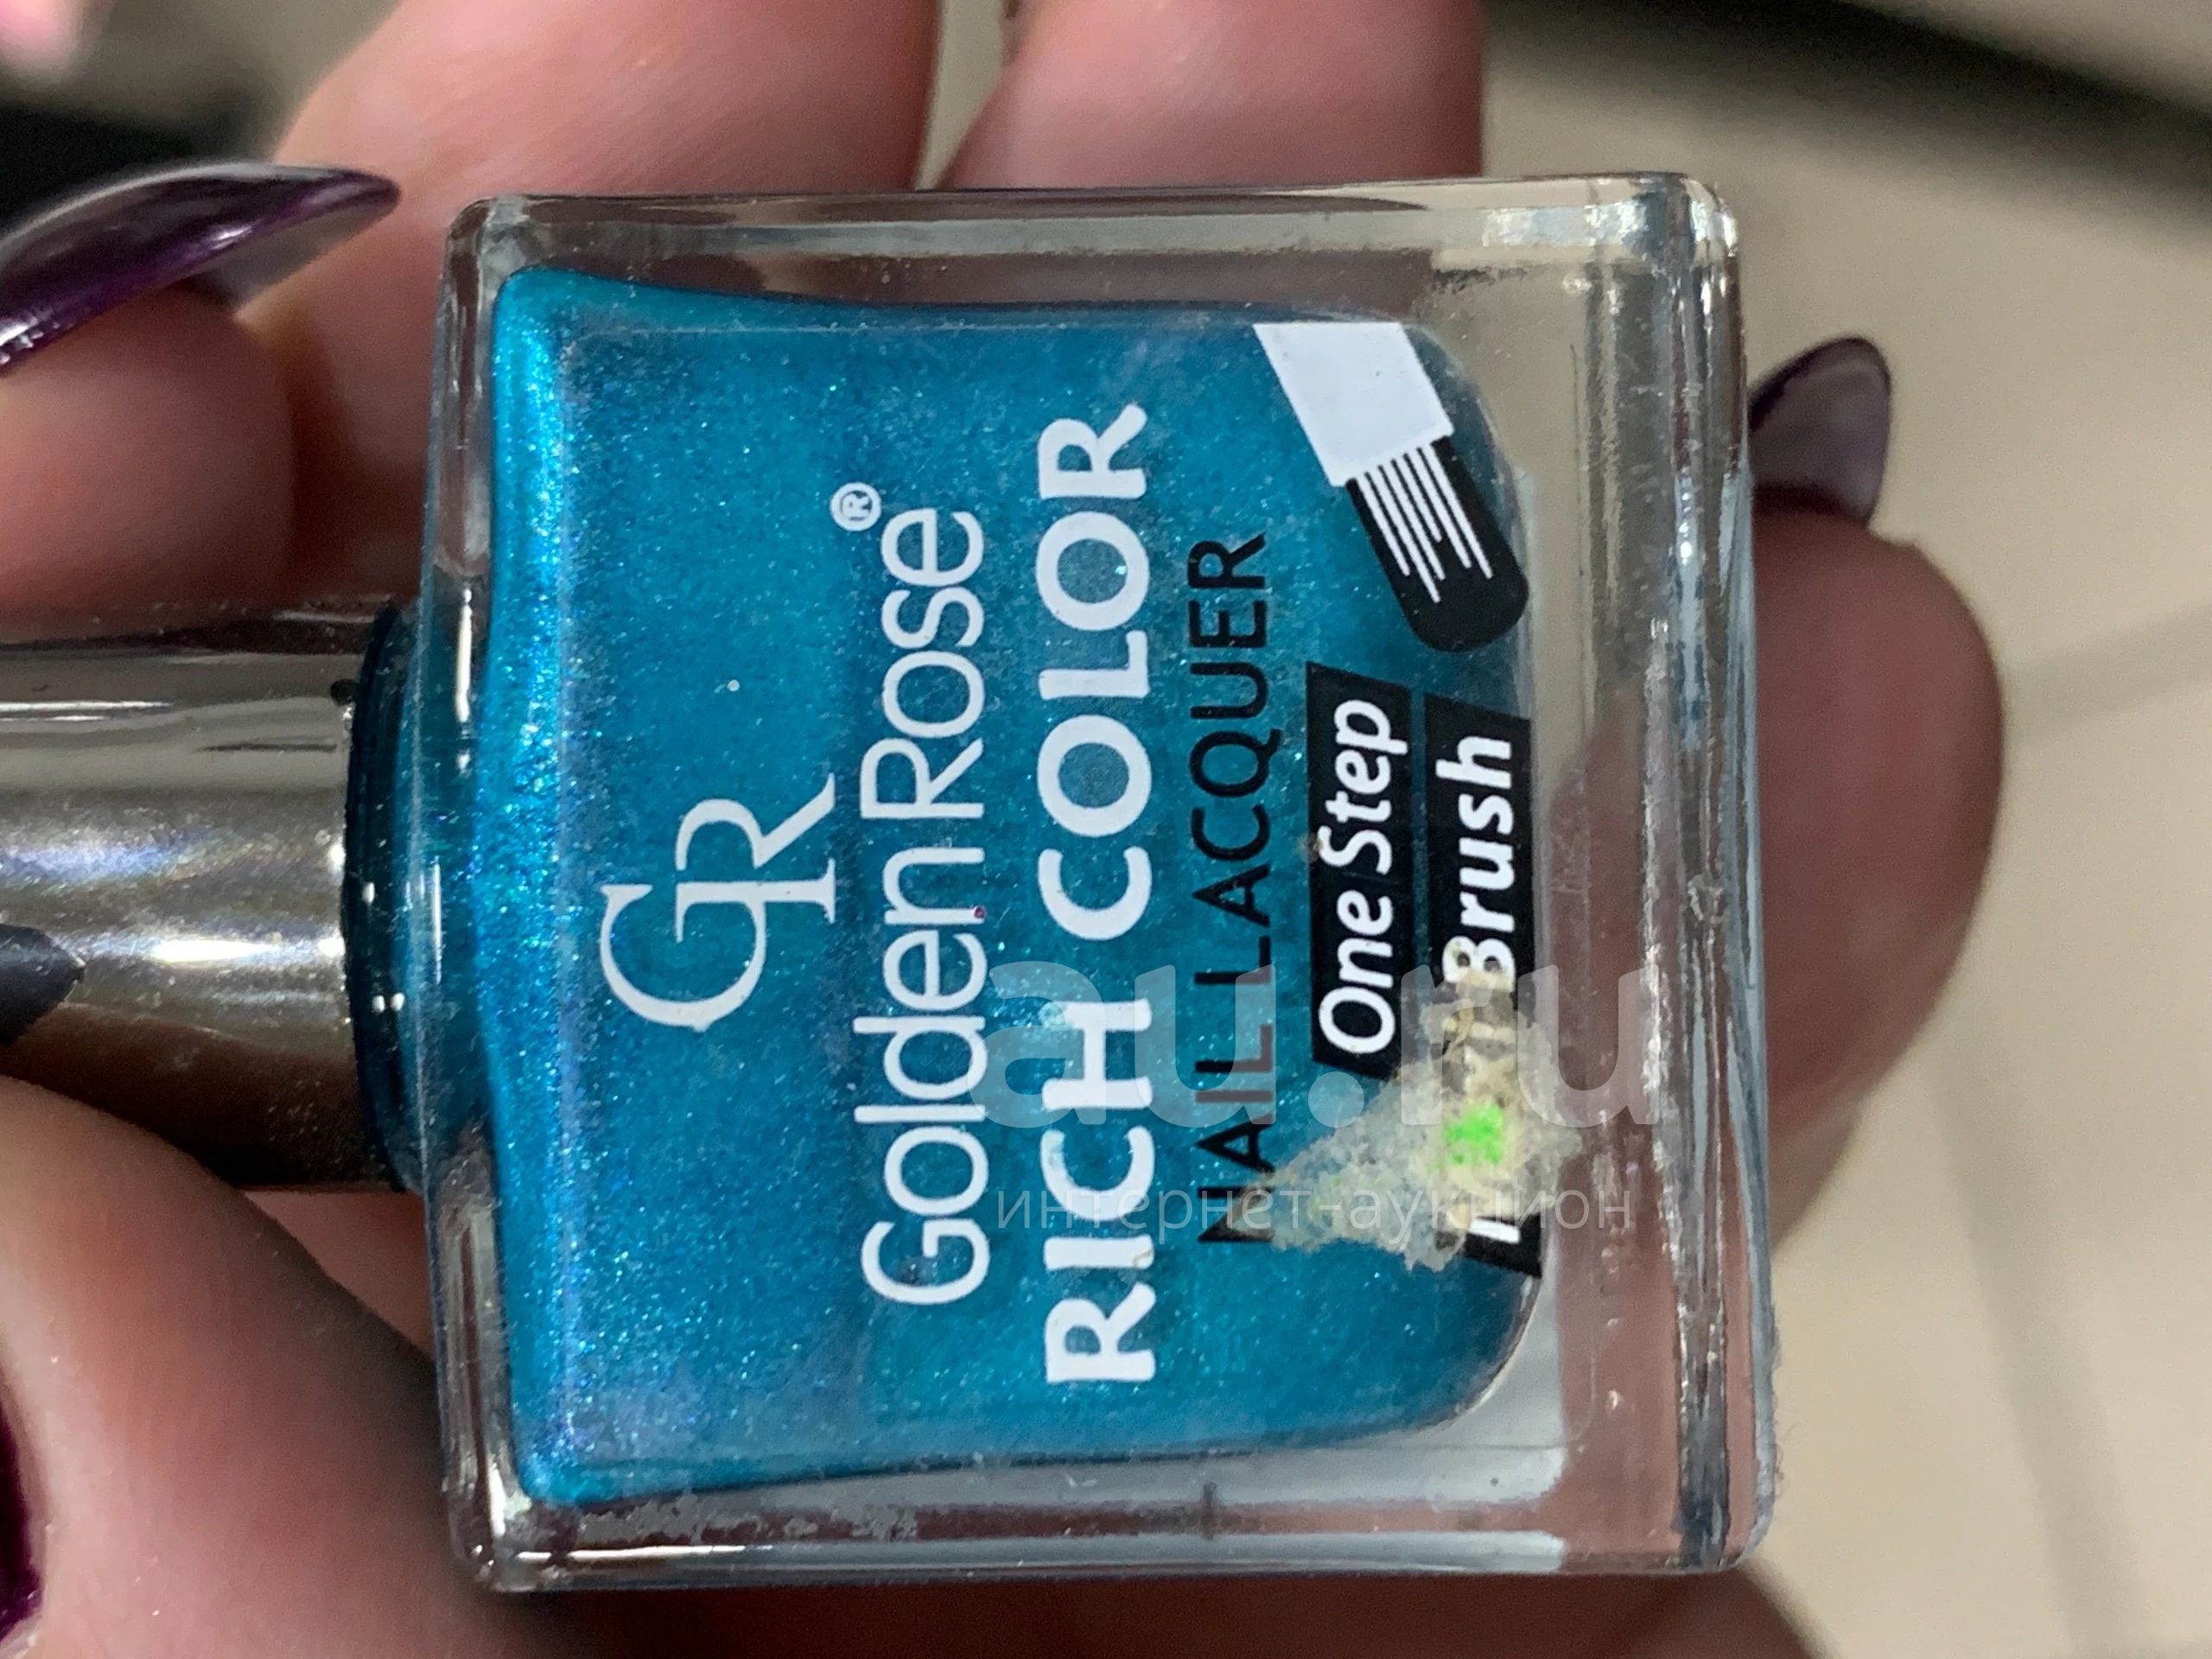 GR
Golden Rose®
RICH COLOR
NAIL LACQUER
One Step
Brush
au.ru
интернет-аукцион